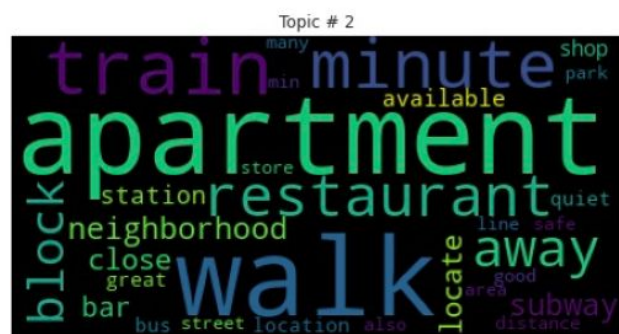 Topic # 2
many
train minute shop
min park
available
apartment
store
station restaurant quiet
block
neighborhood line safe
close locate away
great good
walk area
bar subway
bus street location also distance